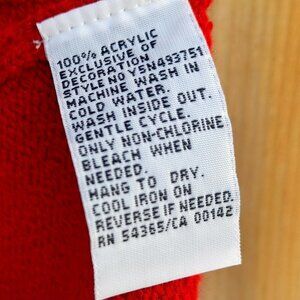 100% ACRYLIC
EXCLUSIVE OF
DECORATION
STYLE NO YSN493751
MACHINE WASH IN
COLD WATER.
WASH INSIDE OUT.
GENTLE CYCLE.
ONLY NON-CHLORINE
BLEACH WHEN
NEEDED.
HANG TO DRY.
COOL IRON ON
REVERSE IF NEEDED.
RN 54365/CA 00142